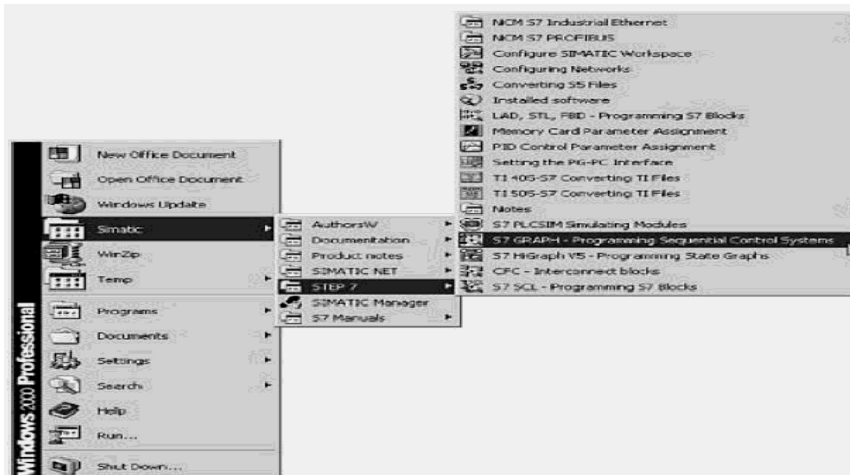 New Office Document
Open Office Document
Windows Update
Simatic
WinZip
Temp
Programs
Documents
Settings
Search
Help
Run...
Shut Down...
Windows 2000 Professional
AuthorsW
Documentation
Product notes
SIMATIC NET
STEP 7
SIMATIC Manager
S7 Manuals
NCM S7 Industrial Ethernet
NCM S7 PROFIBUS
Configure SIMATIC Workspace
Configuring Networks
Converting S5 Files
Installed software
LAD, STL, FBD - Programming S7 Blocks
Memory Card Parameter Assignment
PID Control Parameter Assignment
Setting the PG-PC Interface
TI 405-S7 Converting TI Files
TI 505-S7 Converting TI Files
Notes
S7 PLCSIM Simulating Modules
S7 GRAPH - Programming Sequential Control Systems
S7 HiGraph V5 - Programming State Graphs
CFC - Interconnect blocks
S7 SCL - Programming S7 Blocks